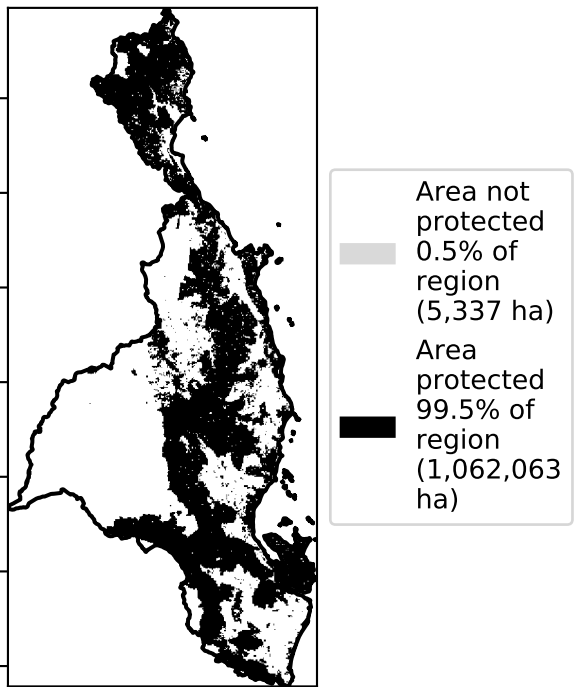 Area not
protected
0.5% of
region
(5,337 ha)
Area
protected
99.5% of
region
(1,062,063
ha)